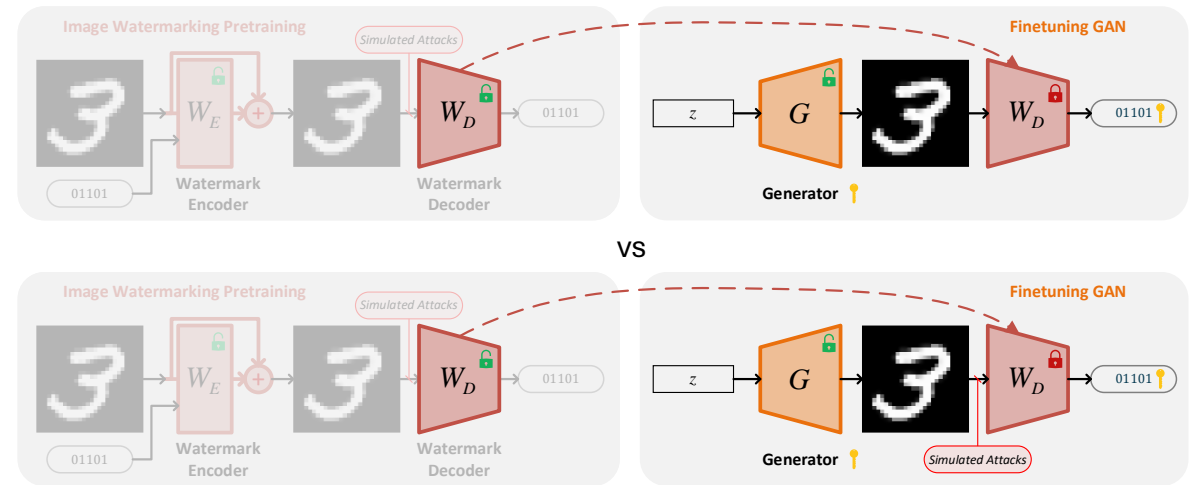 Image Watermarking Pretraining
Simulated Attacks
Finetuning GAN
W_E
+
W_D
01101
z
G
W_D
01101
01101
Watermark
Encoder
Watermark
Decoder
Generator
VS
Image Watermarking Pretraining
Simulated Attacks
Finetuning GAN
W_E
+
W_D
01101
z
G
W_D
01101
01101
Watermark
Encoder
Watermark
Decoder
Generator
Simulated Attacks